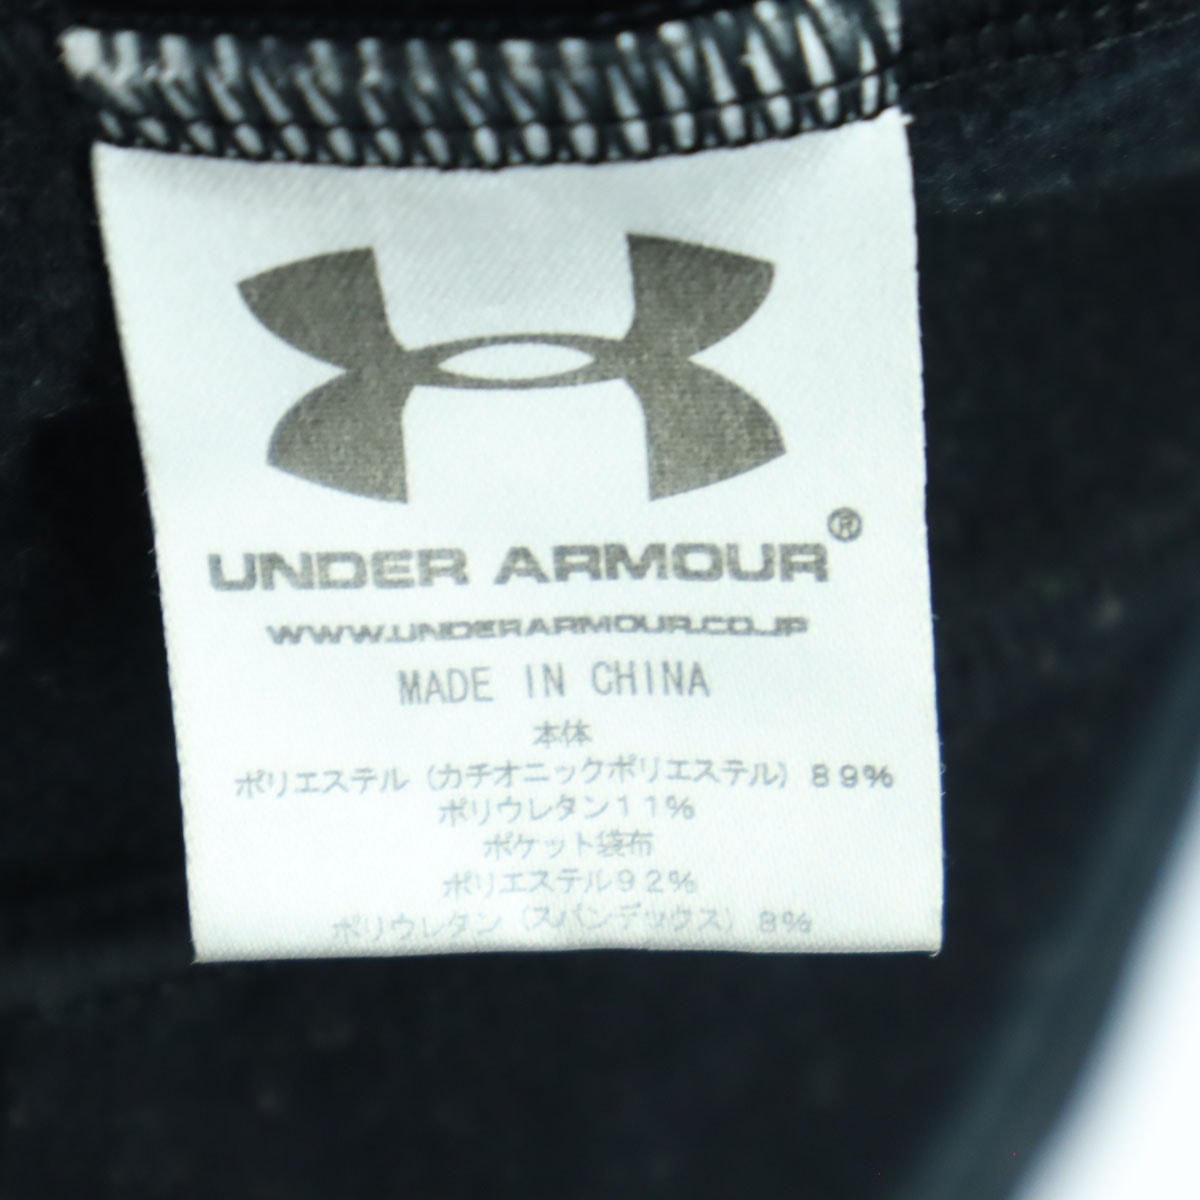 ®
UNDER ARMOUR
WWW.UNDERARMOUR.CO.JP
MADE IN CHINA
本体
ポリエステル（カチオニックポリエステル）８９％
ポリウレタン１１％
ポケット袋布
ポリエステル９２％
ポリウレタン（スパンデックス）８％